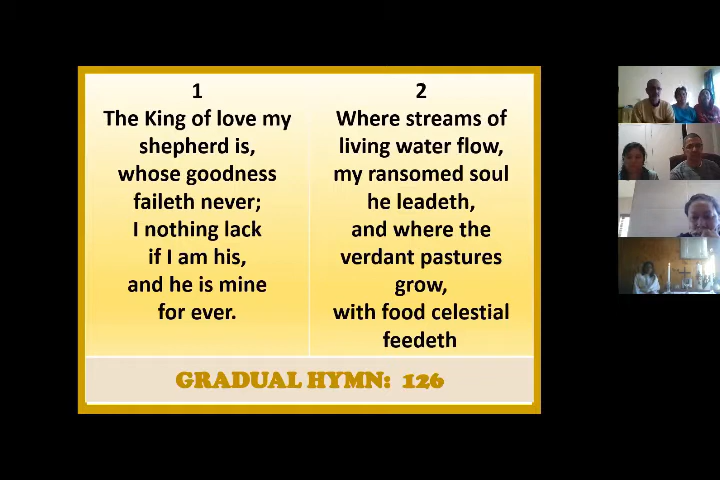 1
The King of love my
shepherd is,
whose goodness
faileth never;
I nothing lack
if I am his,
and he is mine
for ever.
2
Where streams of
living water flow,
my ransomed soul
he leadeth,
and where the
verdant pastures
grow,
with food celestial
feedeth
GRADUAL HYMN: 126